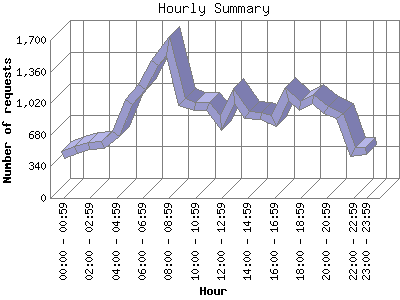 Hourly Summary
Number of requests
1,700
1,360
1,020
680
340
0
00:00 - 00:59
02:00 - 02:59
04:00 - 04:59
06:00 - 06:59
08:00 - 08:59
10:00 - 10:59
12:00 - 12:59
14:00 - 14:59
16:00 - 16:59
18:00 - 18:59
20:00 - 20:59
22:00 - 22:59
23:00 - 23:59
Hour